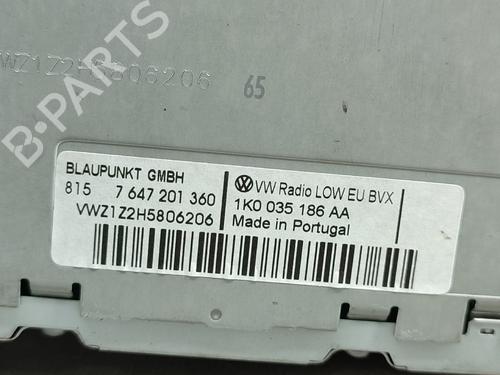 B-PARTS
VWZ1Z2H5806206
65
BLAUPUNKT GMBH
815 7 647 201 360
VWZ1Z2H5806206
VW Radio LOW EU BVX
1K0 035 186 AA
Made in Portugal